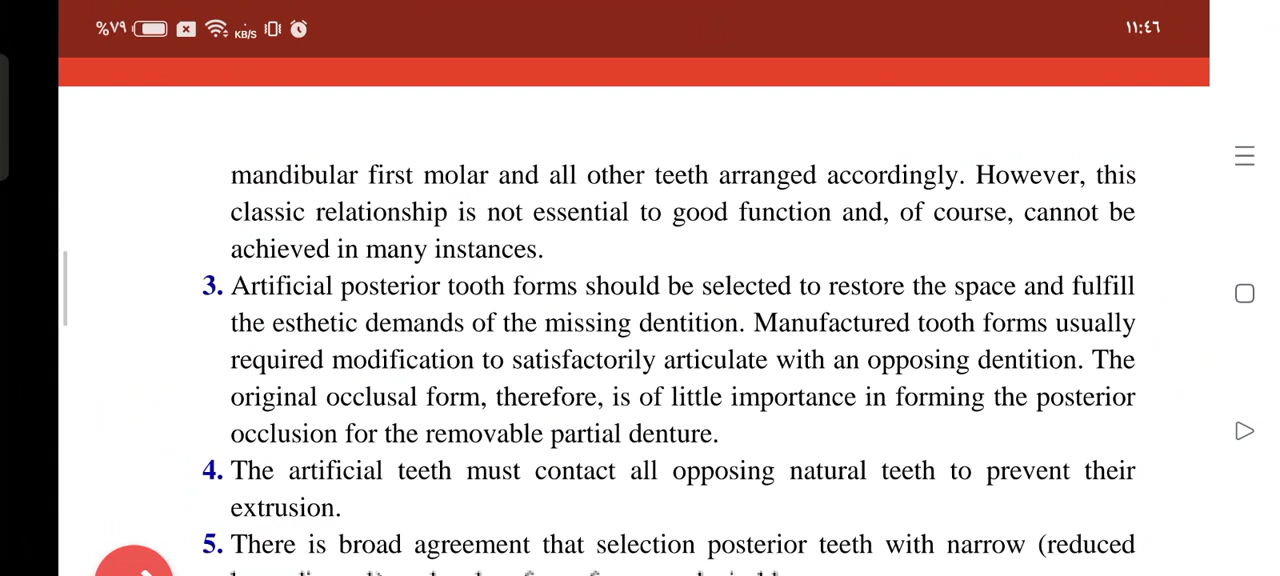 %٧٩ KB/S ١١:٤٦
mandibular first molar and all other teeth arranged accordingly. However, this
classic relationship is not essential to good function and, of course, cannot be
achieved in many instances.
3. Artificial posterior tooth forms should be selected to restore the space and fulfill
the esthetic demands of the missing dentition. Manufactured tooth forms usually
required modification to satisfactorily articulate with an opposing dentition. The
original occlusal form, therefore, is of little importance in forming the posterior
occlusion for the removable partial denture.
4. The artificial teeth must contact all opposing natural teeth to prevent their
extrusion.
5. There is broad agreement that selection posterior teeth with narrow (reduced